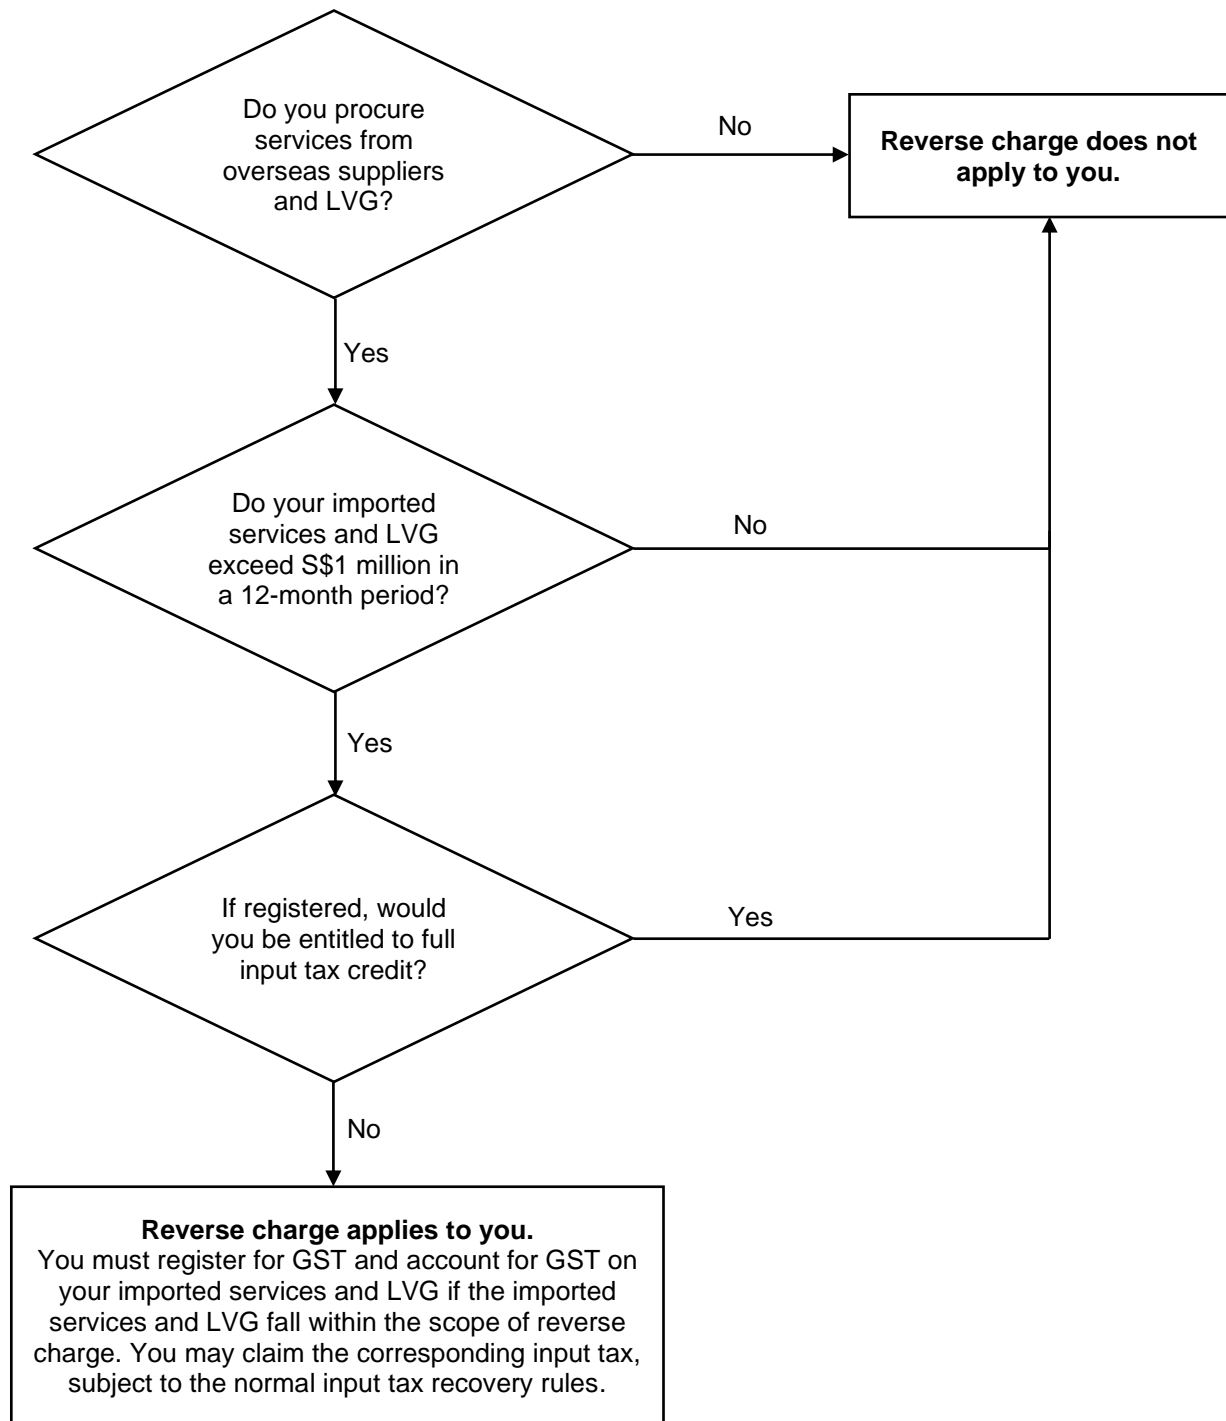 Do you procure
services from
overseas suppliers
and LVG?
No
Reverse charge does not
apply to you.
Yes
Do your imported
services and LVG
exceed S$1 million in
a 12-month period?
No
Yes
If registered, would
you be entitled to full
input tax credit?
Yes
No
Reverse charge applies to you.
You must register for GST and account for GST on
your imported services and LVG if the imported
services and LVG fall within the scope of reverse
charge. You may claim the corresponding input tax,
subject to the normal input tax recovery rules.